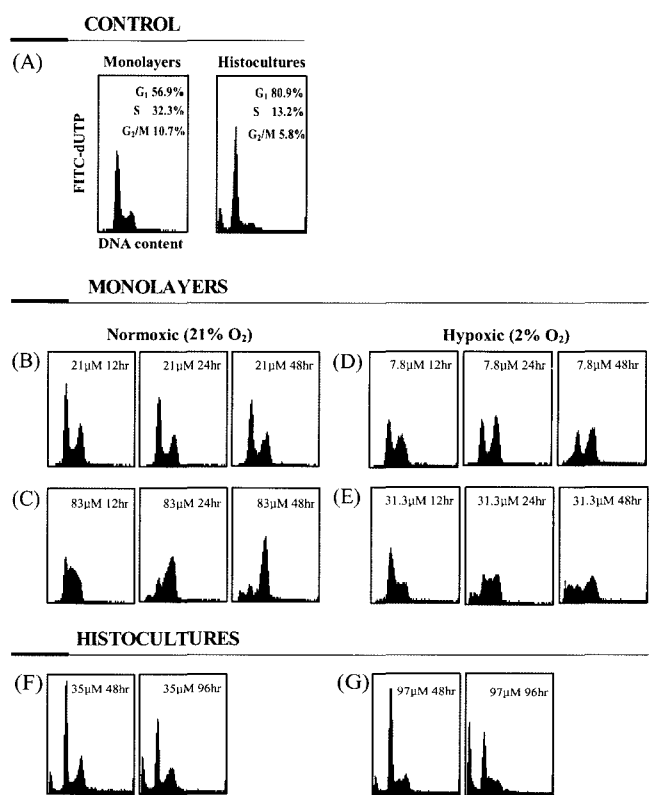 CONTROL
(A)
Monolayers Histocultures
G₁ 56.9% G₁ 80.9%
S 32.3% S 13.2%
G₂/M 10.7% G₂/M 5.8%
FITC-dUTP
DNA content
MONOLAYERS
Normoxic (21% O₂) Hypoxic (2% O₂)
(B) 21µM 12hr 21µM 24hr 21µM 48hr (D) 7.8µM 12hr 7.8µM 24hr 7.8µM 48hr
(C) 83µM 12hr 83µM 24hr 83µM 48hr (E) 31.3µM 12hr 31.3µM 24hr 31.3µM 48hr
HISTOCULTURES
(F) 35µM 48hr 35µM 96hr (G) 97µM 48hr 97µM 96hr